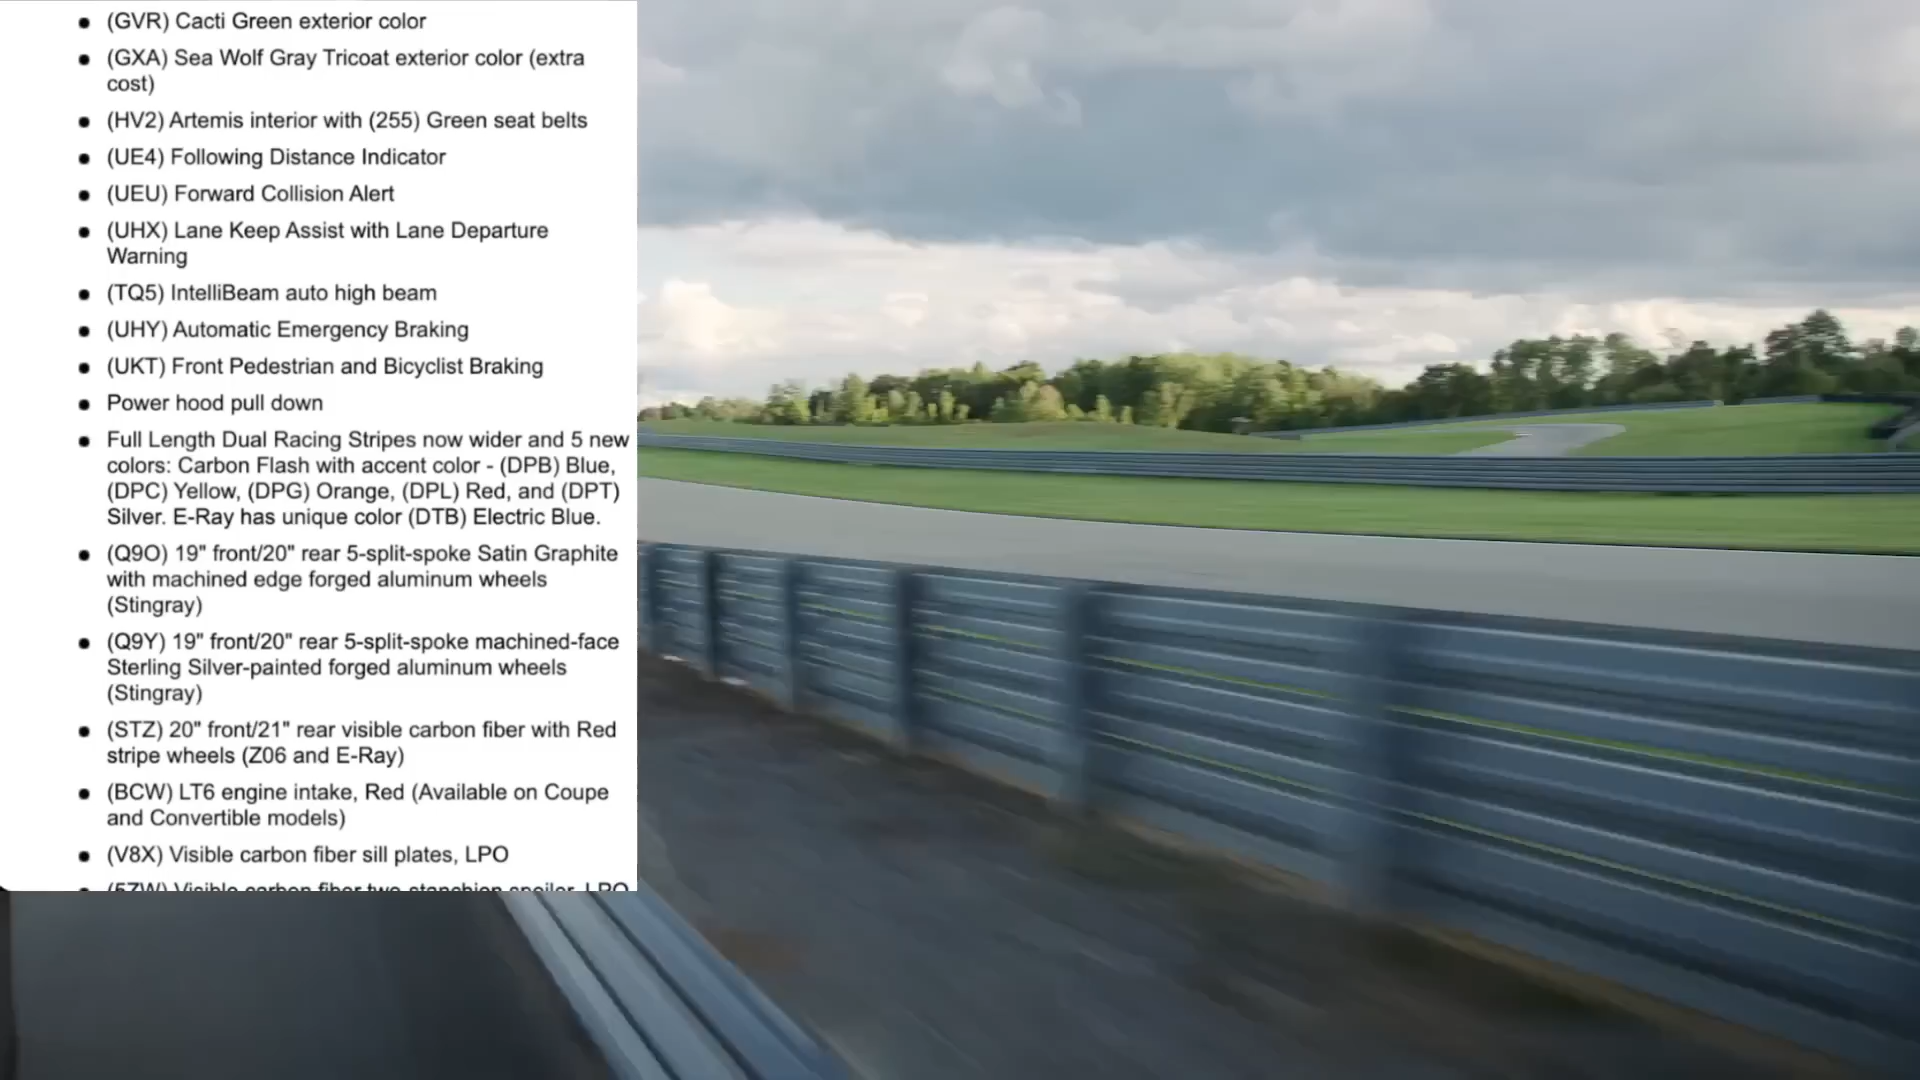 (GVR) Cacti Green exterior color
(GXA) Sea Wolf Gray Tricoat exterior color (extra
cost)
(HV2) Artemis interior with (255) Green seat belts
(UE4) Following Distance Indicator
(UEU) Forward Collision Alert
(UHX) Lane Keep Assist with Lane Departure
Warning
(TQ5) IntelliBeam auto high beam
(UHY) Automatic Emergency Braking
(UKT) Front Pedestrian and Bicyclist Braking
Power hood pull down
Full Length Dual Racing Stripes now wider and 5 new
colors: Carbon Flash with accent color - (DPB) Blue,
(DPC) Yellow, (DPG) Orange, (DPL) Red, and (DPT)
Silver. E-Ray has unique color (DTB) Electric Blue.
(Q9O) 19" front/20" rear 5-split-spoke Satin Graphite
with machined edge forged aluminum wheels
(Stingray)
(Q9Y) 19" front/20" rear 5-split-spoke machined-face
Sterling Silver-painted forged aluminum wheels
(Stingray)
(STZ) 20" front/21" rear visible carbon fiber with Red
stripe wheels (Z06 and E-Ray)
(BCW) LT6 engine intake, Red (Available on Coupe
and Convertible models)
(V8X) Visible carbon fiber sill plates, LPO
(5ZW) Visible carbon fiber two stanchion spoiler, LPO